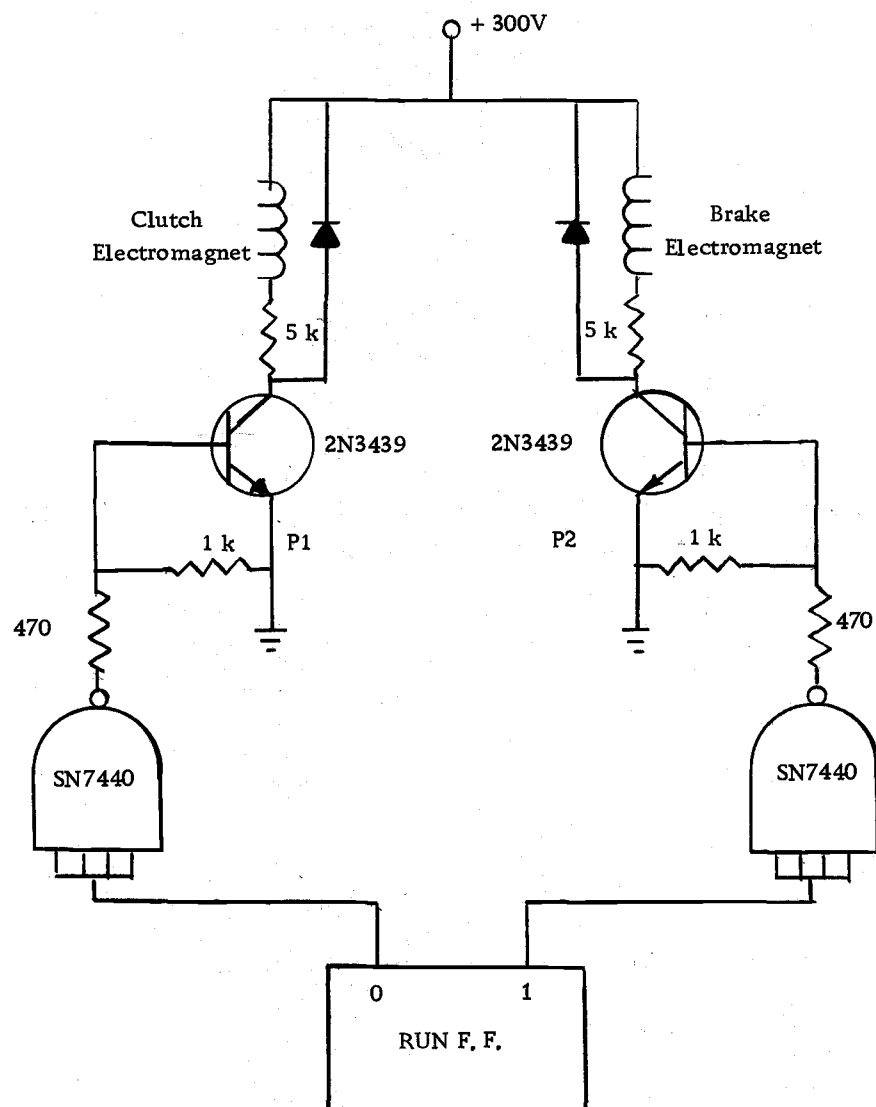 + 300V
Clutch
Electromagnet
Brake
Electromagnet
5 k
5 k
2N3439
2N3439
1 k
P1
P2
1 k
470
470
SN7440
SN7440
0
1
RUN F. F.